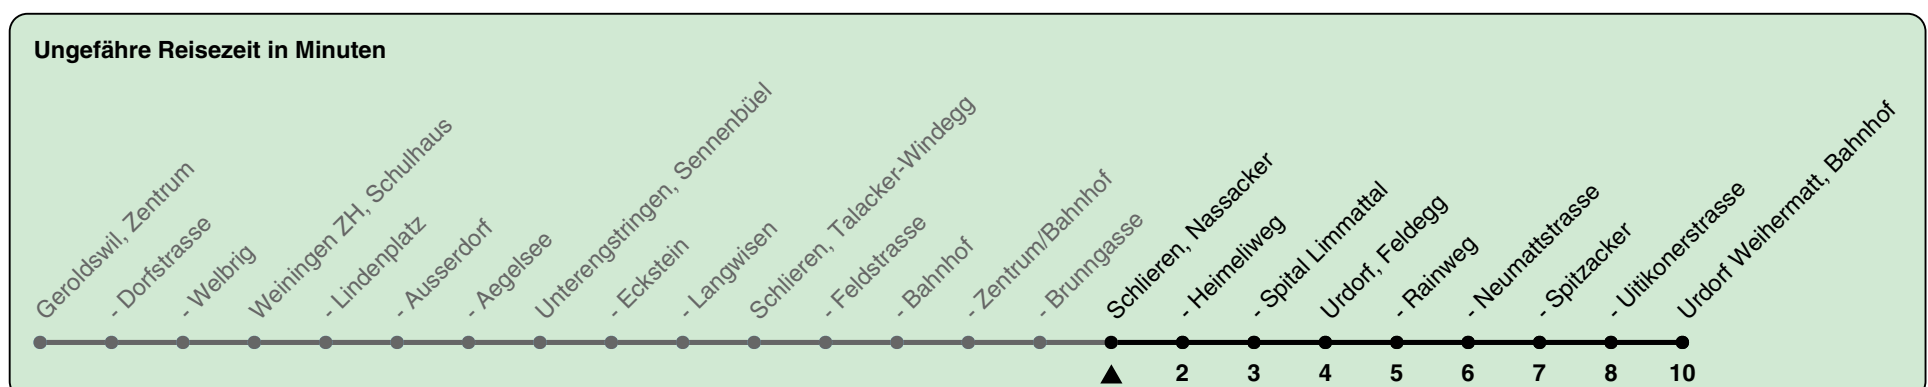 Ungefähre Reisezeit in Minuten
Geroldswil, Zentrum
- Dorfstrasse
- Welbrig
Weiningen ZH, Schulhaus
- Lindenplatz
- Ausserdorf
- Aegelsee
Unterengstringen, Sennenbüel
- Eckstein
- Langwisen
Schlieren, Talacker-Windegg
- Feldstrasse
- Bahnhof
- Zentrum/Bahnhof
- Brunngasse
Schlieren, Nassacker
- Heimeliweg
- Spital Limmattal
Urdorf, Feldegg
- Rainweg
- Neumattstrasse
- Spitzacker
- Uitikonerstrasse
Urdorf Weihermatt, Bahnhof
2 3 4 5 6 7 8 10